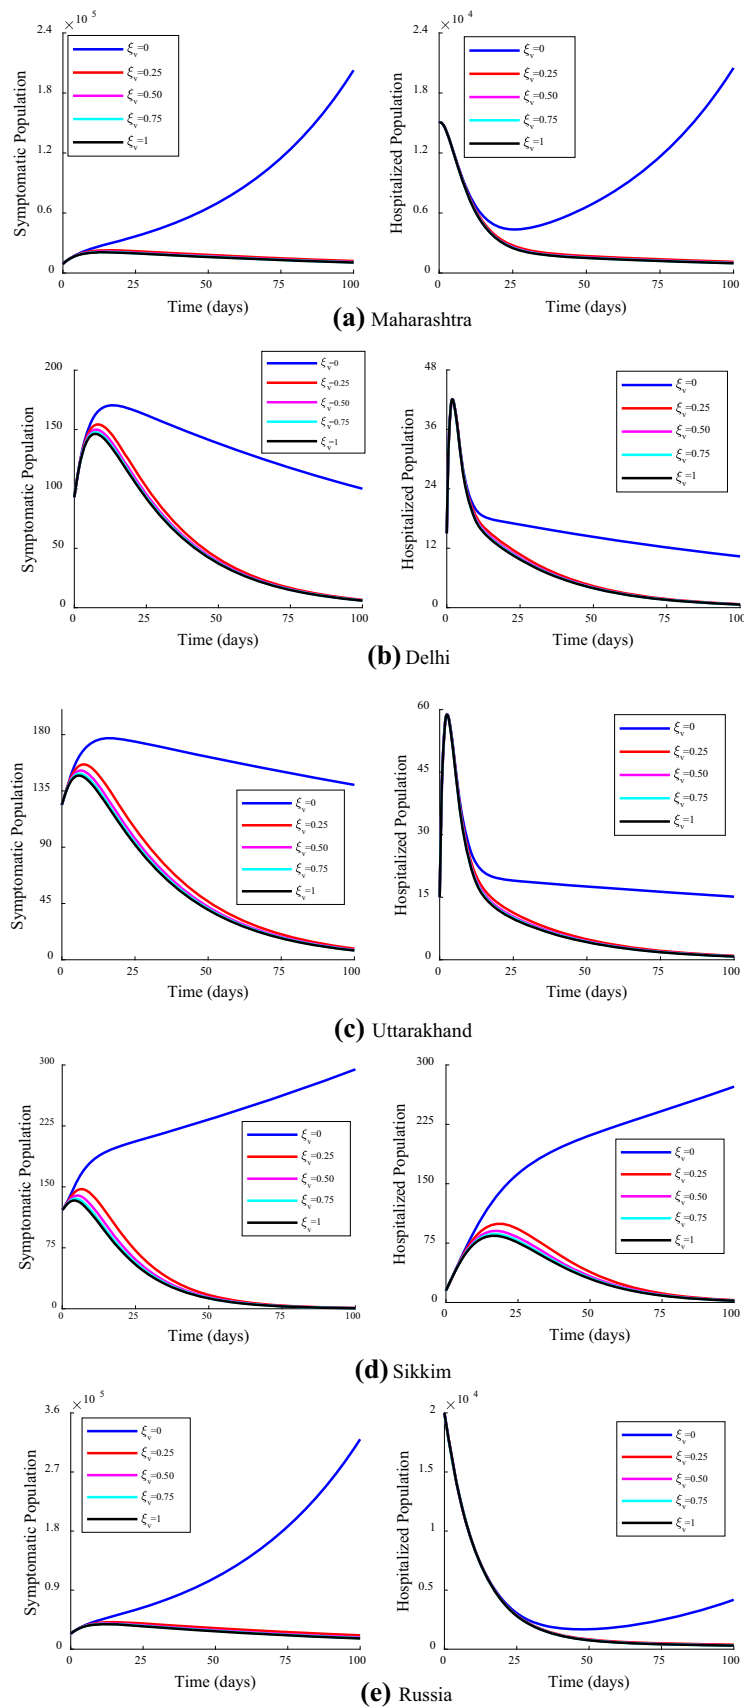 × 10⁵
2.4
1.8
1.2
0.6
0
Symptomatic Population
ξv=0
ξv=0.25
ξv=0.50
ξv=0.75
ξv=1
0 25 50 75 100
Time (days)
× 10⁴
2.4
1.8
1.2
0.6
0
Hospitalized Population
ξv=0
ξv=0.25
ξv=0.50
ξv=0.75
ξv=1
0 25 50 75 100
Time (days)
(a) Maharashtra
200
150
100
50
0
Symptomatic Population
ξv=0
ξv=0.25
ξv=0.50
ξv=0.75
ξv=1
0 25 50 75 100
Time (days)
48
36
24
12
0
Hospitalized Population
ξv=0
ξv=0.25
ξv=0.50
ξv=0.75
ξv=1
0 25 50 75 100
Time (days)
(b) Delhi
180
135
90
45
0
Symptomatic Population
ξv=0
ξv=0.25
ξv=0.50
ξv=0.75
ξv=1
0 25 50 75 100
Time (days)
60
45
30
15
0
Hospitalized Population
ξv=0
ξv=0.25
ξv=0.50
ξv=0.75
ξv=1
0 25 50 75 100
Time (days)
(c) Uttarakhand
300
225
150
75
0
Symptomatic Population
ξv=0
ξv=0.25
ξv=0.50
ξv=0.75
ξv=1
0 25 50 75 100
Time (days)
300
225
150
75
0
Hospitalized Population
ξv=0
ξv=0.25
ξv=0.50
ξv=0.75
ξv=1
0 25 50 75 100
Time (days)
(d) Sikkim
× 10⁵
3.6
2.7
1.8
0.9
0
Symptomatic Population
ξv=0
ξv=0.25
ξv=0.50
ξv=0.75
ξv=1
0 25 50 75 100
Time (days)
× 10⁴
2
1.5
1
0.5
0
Hospitalized Population
ξv=0
ξv=0.25
ξv=0.50
ξv=0.75
ξv=1
0 25 50 75 100
Time (days)
(e) Russia